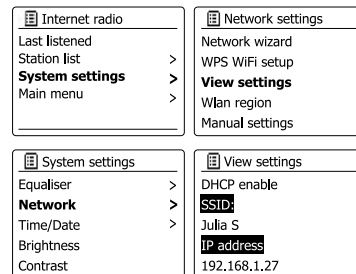 Internet radio
Last listened
Station list >
System settings >
Main menu >
System settings
Equaliser >
Network >
Time/Date >
Brightness
Contrast
Network settings
Network wizard
WPS WiFi setup
View settings
Wlan region
Manual settings
View settings
DHCP enable
SSID:
Julia S
IP address
192.168.1.27